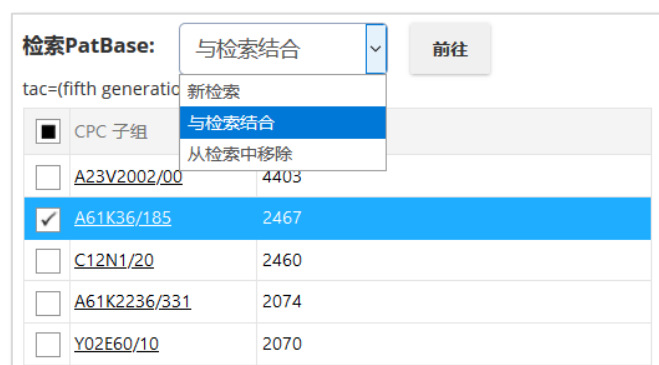 检索PatBase: 与检索结合 前往
tac=(fifth generatio
新检索
与检索结合
从检索中移除
CPC 子组
A23V2002/00 4403
A61K36/185 2467
C12N1/20 2460
A61K2236/331 2074
Y02E60/10 2070